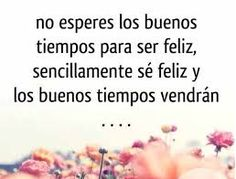 no esperes los buenos
tiempos para ser feliz,
sencillamente sé feliz y
los buenos tiempos vendrán
. . . .